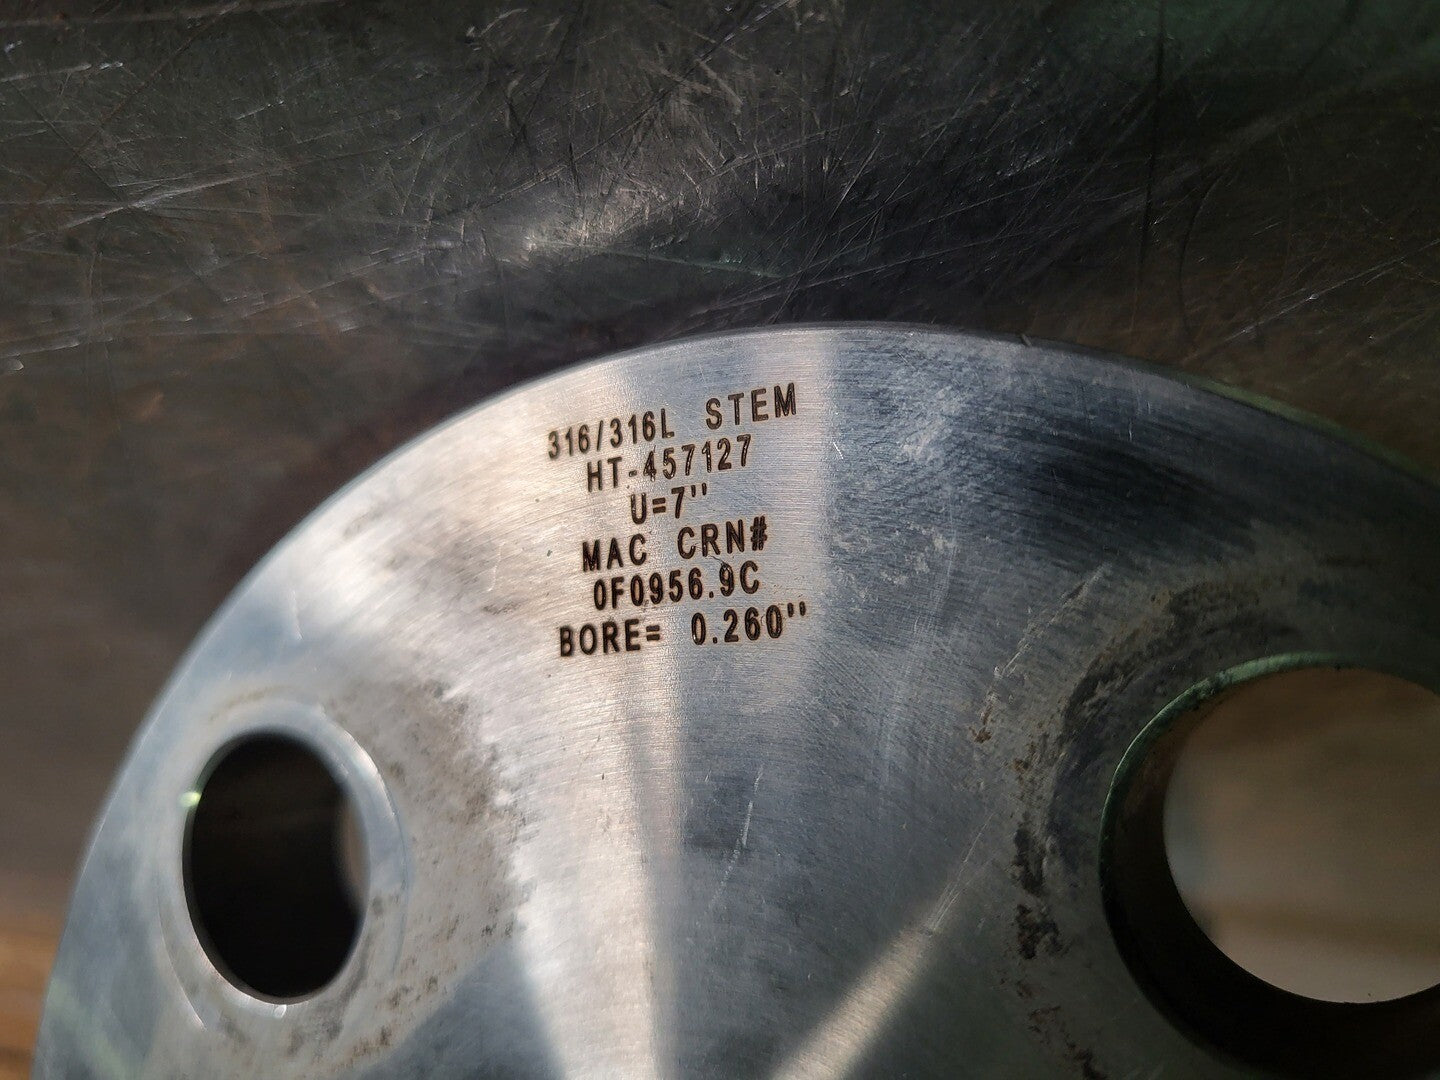 316/316L STEM
HT-457127
U=7"
MAC CRN#
0F0956.9C
BORE= 0.260"